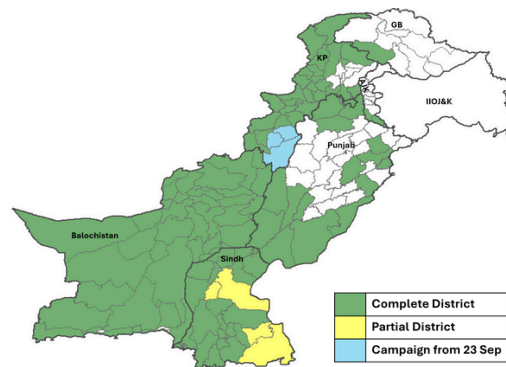 GB
KP
IIOJ&K
Punjab
Balochistan
Sindh
Complete District
Partial District
Campaign from 23 Sep